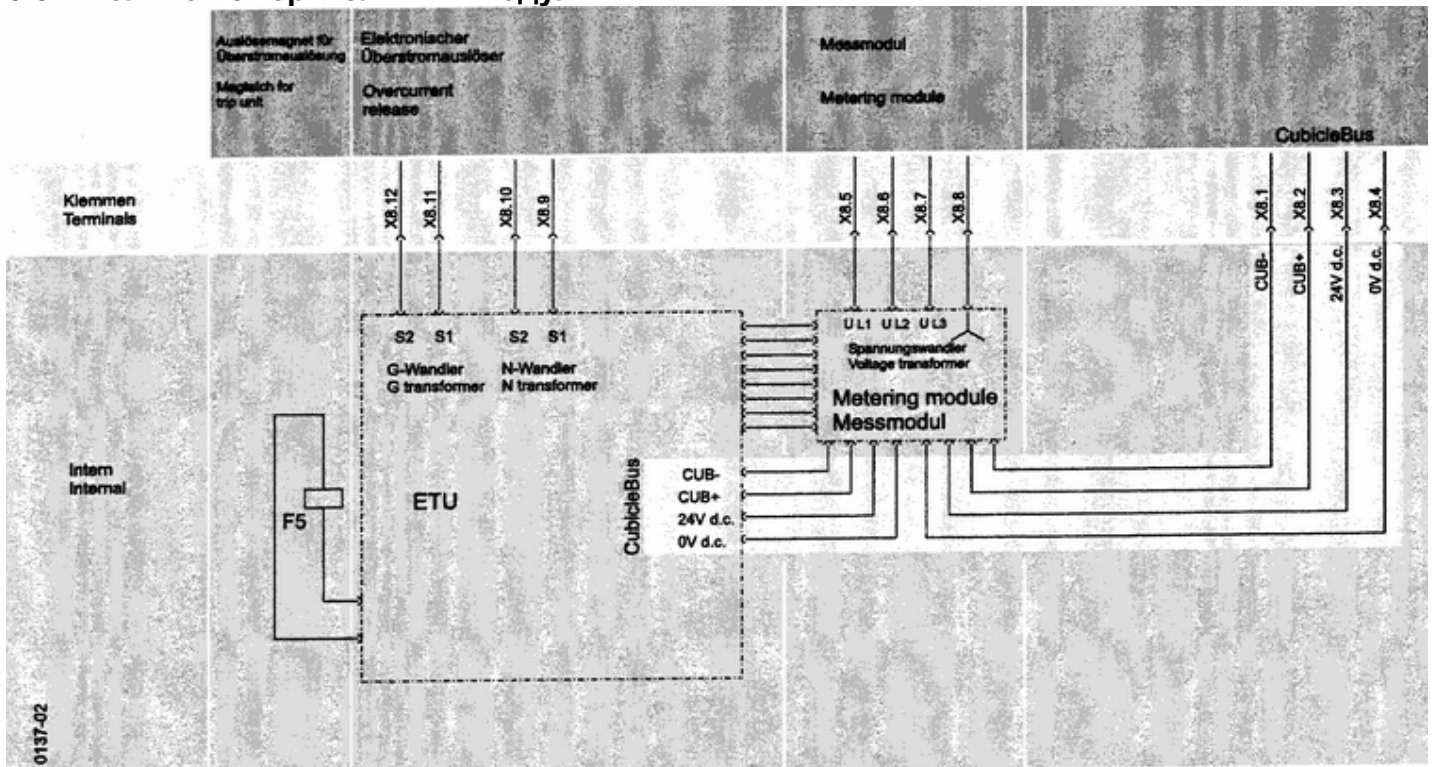 Auslösemagnet für
Überstromauslösung
Maglatch for
trip unit
Elektronischer
Überstromauslöser
Overcurrent
release
Messmodul
Metering module
CubicleBus
Klemmen
Terminals
X8.12
X8.11
X8.10
X8.9
X8.5
X8.6
X8.7
X8.8
X8.1
X8.2
X8.3
X8.4
CUB-
CUB+
24V d.c.
0V d.c.
S2 S1
S2 S1
G-Wandler
G transformer
N-Wandler
N transformer
U L1 U L2 U L3
Spannungswandler
Voltage transformer
Metering module
Messmodul
Intern
Internal
F5
ETU
CubicleBus
CUB-
CUB+
24V d.c.
0V d.c.
0137-02